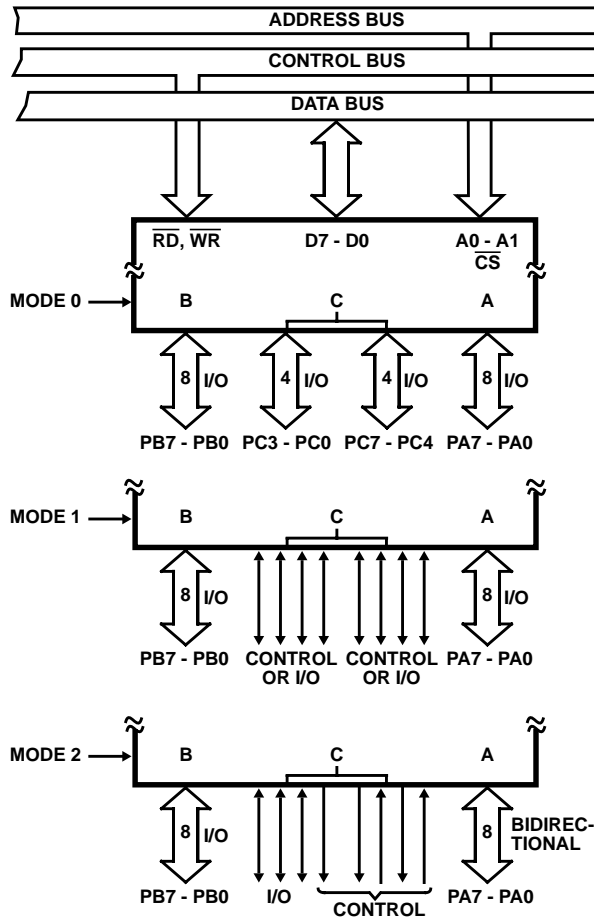 ADDRESS BUS
CONTROL BUS
DATA BUS
RD, WR D7 - D0 A0 - A1
CS
MODE 0 B C A
8 I/O 4 I/O 4 I/O 8 I/O
PB7 - PB0 PC3 - PC0 PC7 - PC4 PA7 - PA0
MODE 1 B C A
8 I/O 8 I/O
PB7 - PB0 CONTROL CONTROL PA7 - PA0
OR I/O OR I/O
MODE 2 B C A
8 I/O 8 BIDIREC-
TIONAL
PB7 - PB0 I/O PA7 - PA0
CONTROL